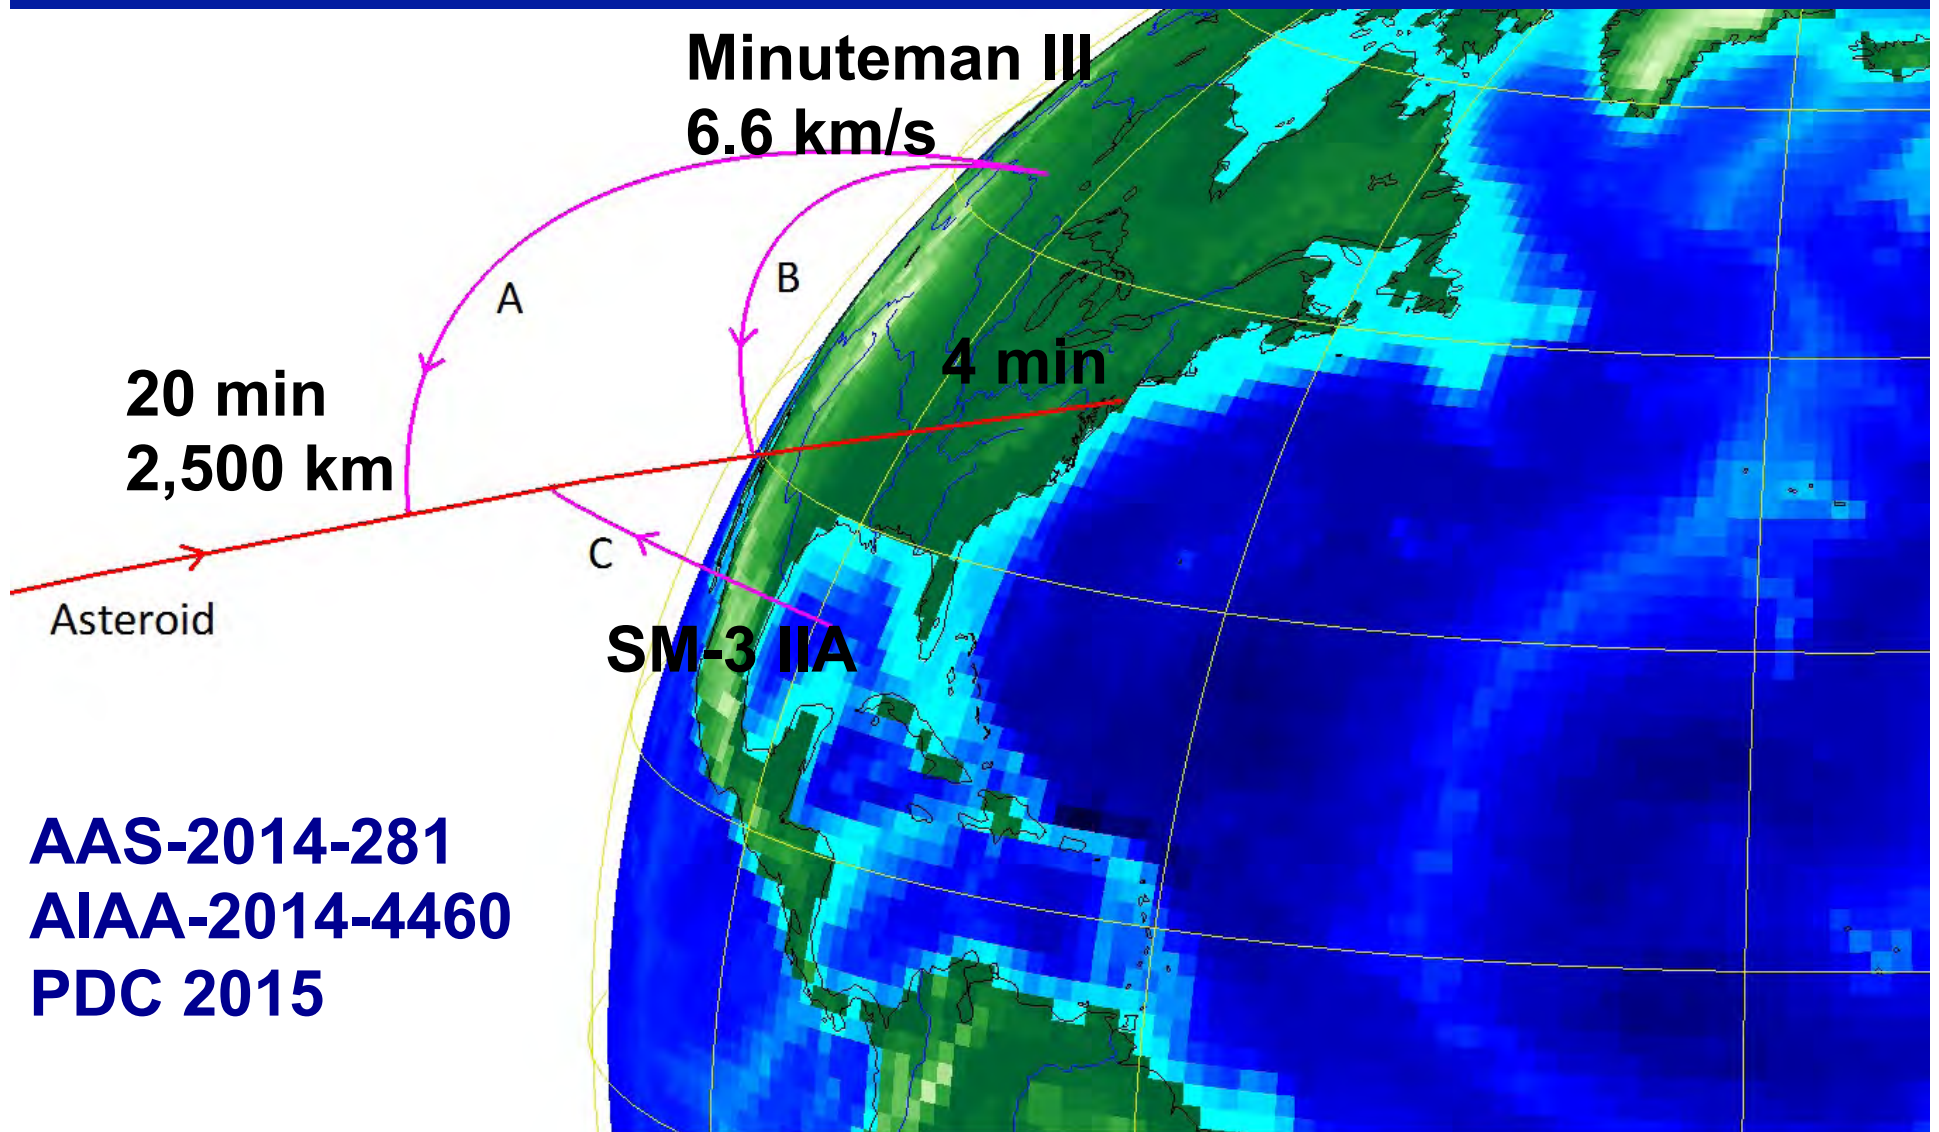 Minuteman III
6.6 km/s
A
B
4 min
20 min
2,500 km
C
Asteroid
SM-3 IIA
AAS-2014-281
AIAA-2014-4460
PDC 2015